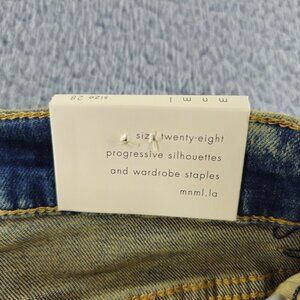 mnml size 28
size twenty-eight
progressive silhouettes
and wardrobe staples
mnml.la